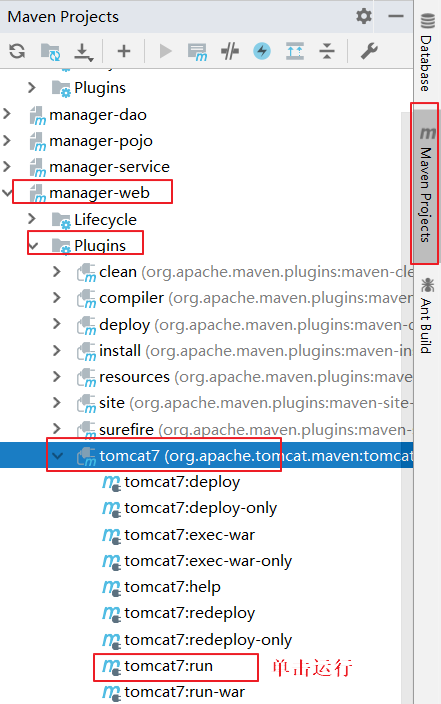 Maven Projects
Plugins
manager-dao
manager-pojo
manager-service
manager-web
Lifecycle
Plugins
clean (org.apache.maven.plugins:maven-cle
compiler (org.apache.maven.plugins:maven
deploy (org.apache.maven.plugins:maven-d
install (org.apache.maven.plugins:maven-in
resources (org.apache.maven.plugins:maven
site (org.apache.maven.plugins:maven-site-
surefire (org.apache.maven.plugins:maven-
tomcat7 (org.apache.tomcat.maven:tomcat
tomcat7:deploy
tomcat7:deploy-only
tomcat7:exec-war
tomcat7:exec-war-only
tomcat7:help
tomcat7:redeploy
tomcat7:redeploy-only
tomcat7:run 单击运行
tomcat7:run-war
Database
Maven Projects
Ant Build